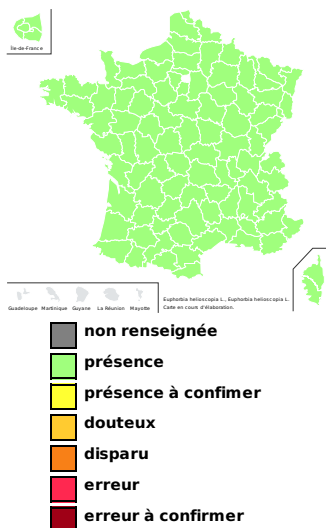 Île-de-France
Guadeloupe Martinique Guyane La Réunion Mayotte
Euphorbia helioscopia L., Euphorbia helioscopia L.
Carte en cours d'élaboration.
non renseignée
présence
présence à confimer
douteux
disparu
erreur
erreur à confirmer